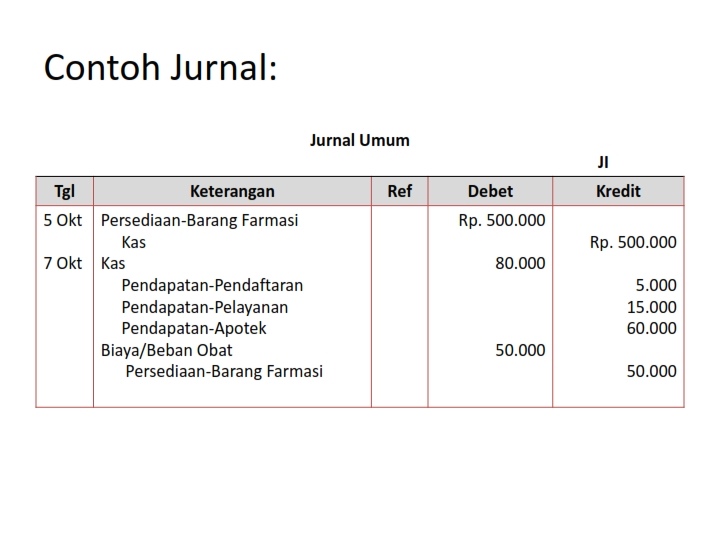 Contoh Jurnal:
Jurnal Umum
JI
Tgl Keterangan Ref Debet Kredit
5 Okt Persediaan-Barang Farmasi Rp. 500.000
Kas Rp. 500.000
7 Okt Kas 80.000
Pendapatan-Pendaftaran 5.000
Pendapatan-Pelayanan 15.000
Pendapatan-Apotek 60.000
Biaya/Beban Obat 50.000
Persediaan-Barang Farmasi 50.000